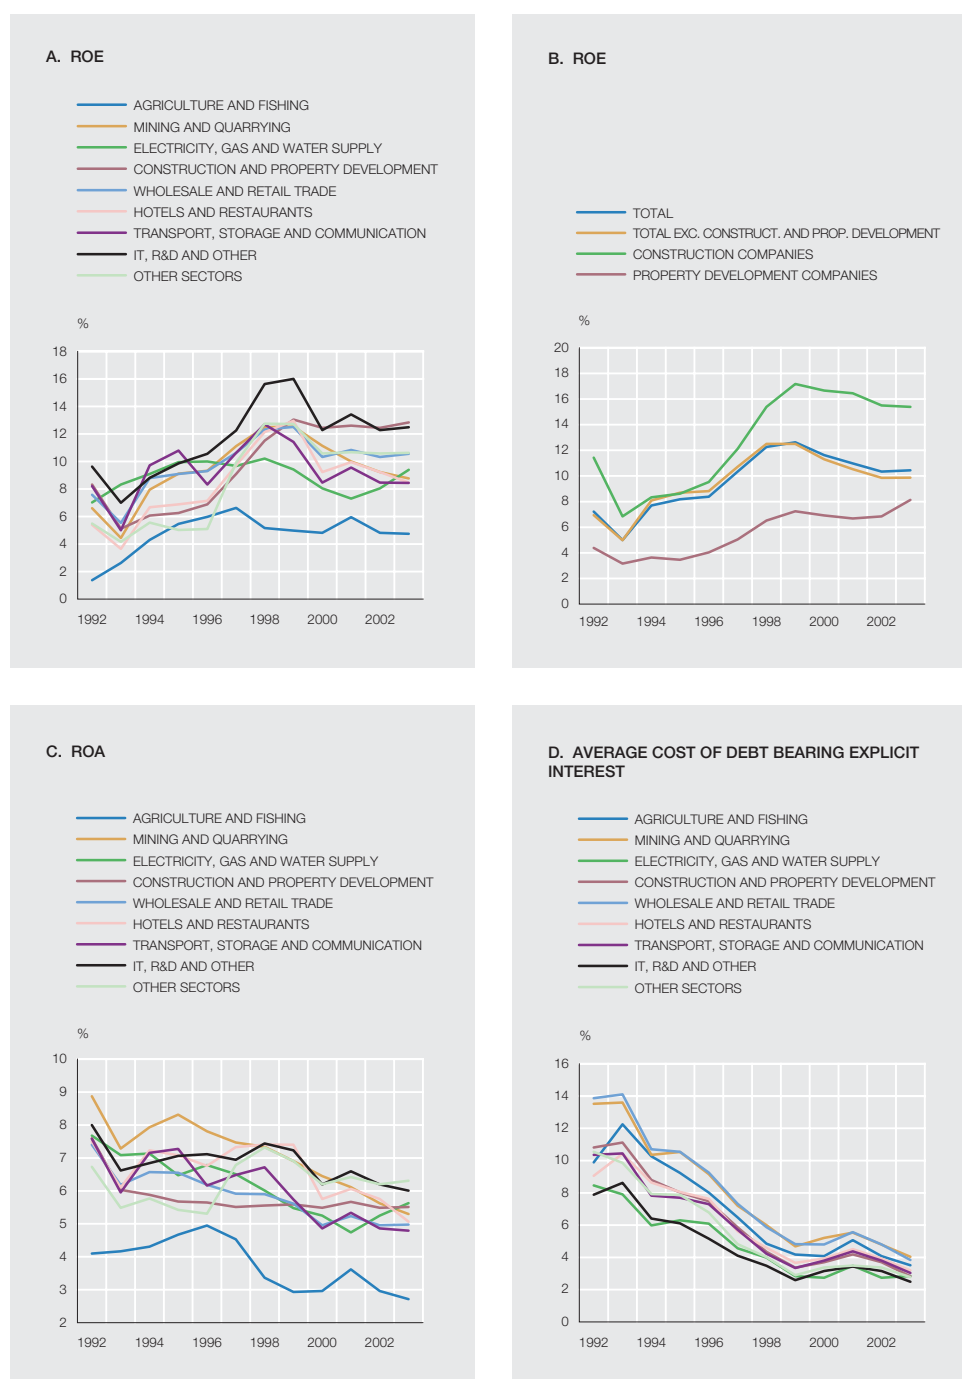 A. ROE
AGRICULTURE AND FISHING
MINING AND QUARRYING
ELECTRICITY, GAS AND WATER SUPPLY
CONSTRUCTION AND PROPERTY DEVELOPMENT
WHOLESALE AND RETAIL TRADE
HOTELS AND RESTAURANTS
TRANSPORT, STORAGE AND COMMUNICATION
IT, R&D AND OTHER
OTHER SECTORS
%
18
16
14
12
10
8
6
4
2
0
1992 1994 1996 1998 2000 2002
B. ROE
TOTAL
TOTAL EXC. CONSTRUCT. AND PROP. DEVELOPMENT
CONSTRUCTION COMPANIES
PROPERTY DEVELOPMENT COMPANIES
%
20
18
16
14
12
10
8
6
4
2
0
1992 1994 1996 1998 2000 2002
C. ROA
AGRICULTURE AND FISHING
MINING AND QUARRYING
ELECTRICITY, GAS AND WATER SUPPLY
CONSTRUCTION AND PROPERTY DEVELOPMENT
WHOLESALE AND RETAIL TRADE
HOTELS AND RESTAURANTS
TRANSPORT, STORAGE AND COMMUNICATION
IT, R&D AND OTHER
OTHER SECTORS
%
10
9
8
7
6
5
4
3
2
1992 1994 1996 1998 2000 2002
D. AVERAGE COST OF DEBT BEARING EXPLICIT
INTEREST
AGRICULTURE AND FISHING
MINING AND QUARRYING
ELECTRICITY, GAS AND WATER SUPPLY
CONSTRUCTION AND PROPERTY DEVELOPMENT
WHOLESALE AND RETAIL TRADE
HOTELS AND RESTAURANTS
TRANSPORT, STORAGE AND COMMUNICATION
IT, R&D AND OTHER
OTHER SECTORS
%
16
14
12
10
8
6
4
2
0
1992 1994 1996 1998 2000 2002